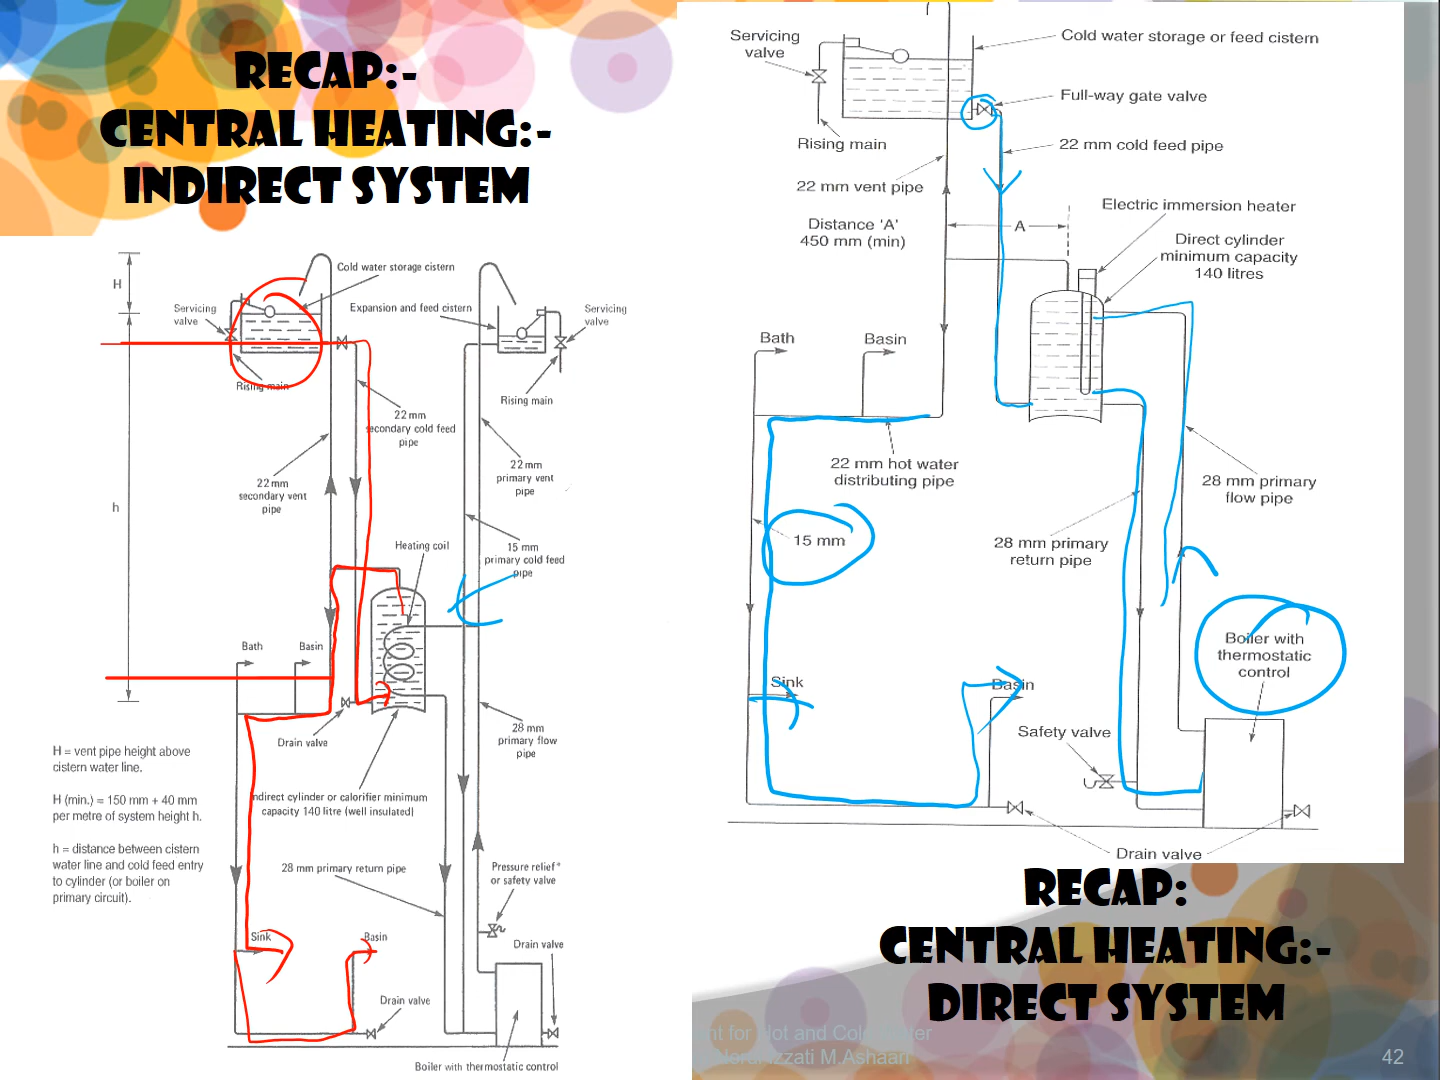 RECAP:-
CENTRAL HEATING:-
INDIRECT SYSTEM
H
Cold water storage cistern
Servicing
valve
Expansion and feed cistern
Servicing
valve
Rising main
Rising main
22 mm
secondary cold feed
pipe
22 mm
secondary vent
pipe
22 mm
primary vent
pipe
h
Heating coil
15 mm
primary cold feed
pipe
Bath
Basin
Drain valve
28 mm
primary flow
pipe
H = vent pipe height above
cistern water line.
H (min.) = 150 mm + 40 mm
per metre of system height h.
h = distance between cistern
water line and cold feed entry
to cylinder (or boiler on
primary circuit).
Indirect cylinder or calorifier minimum
capacity 140 litre (well insulated)
28 mm primary return pipe
Pressure relief*
or safety valve
Sink
Basin
Drain valve
Drain valve
Boiler with thermostatic control
Servicing
valve
Cold water storage or feed cistern
Full-way gate valve
Rising main
22 mm cold feed pipe
22 mm vent pipe
Electric immersion heater
Distance 'A'
450 mm (min)
A
Direct cylinder
minimum capacity
140 litres
Bath
Basin
22 mm hot water
distributing pipe
28 mm primary
flow pipe
15 mm
28 mm primary
return pipe
Boiler with
thermostatic
control
Sink
Basin
Safety valve
Drain valve
RECAP:
CENTRAL HEATING:-
DIRECT SYSTEM
nt for Hot and Cold Water
M.Ashaari
42